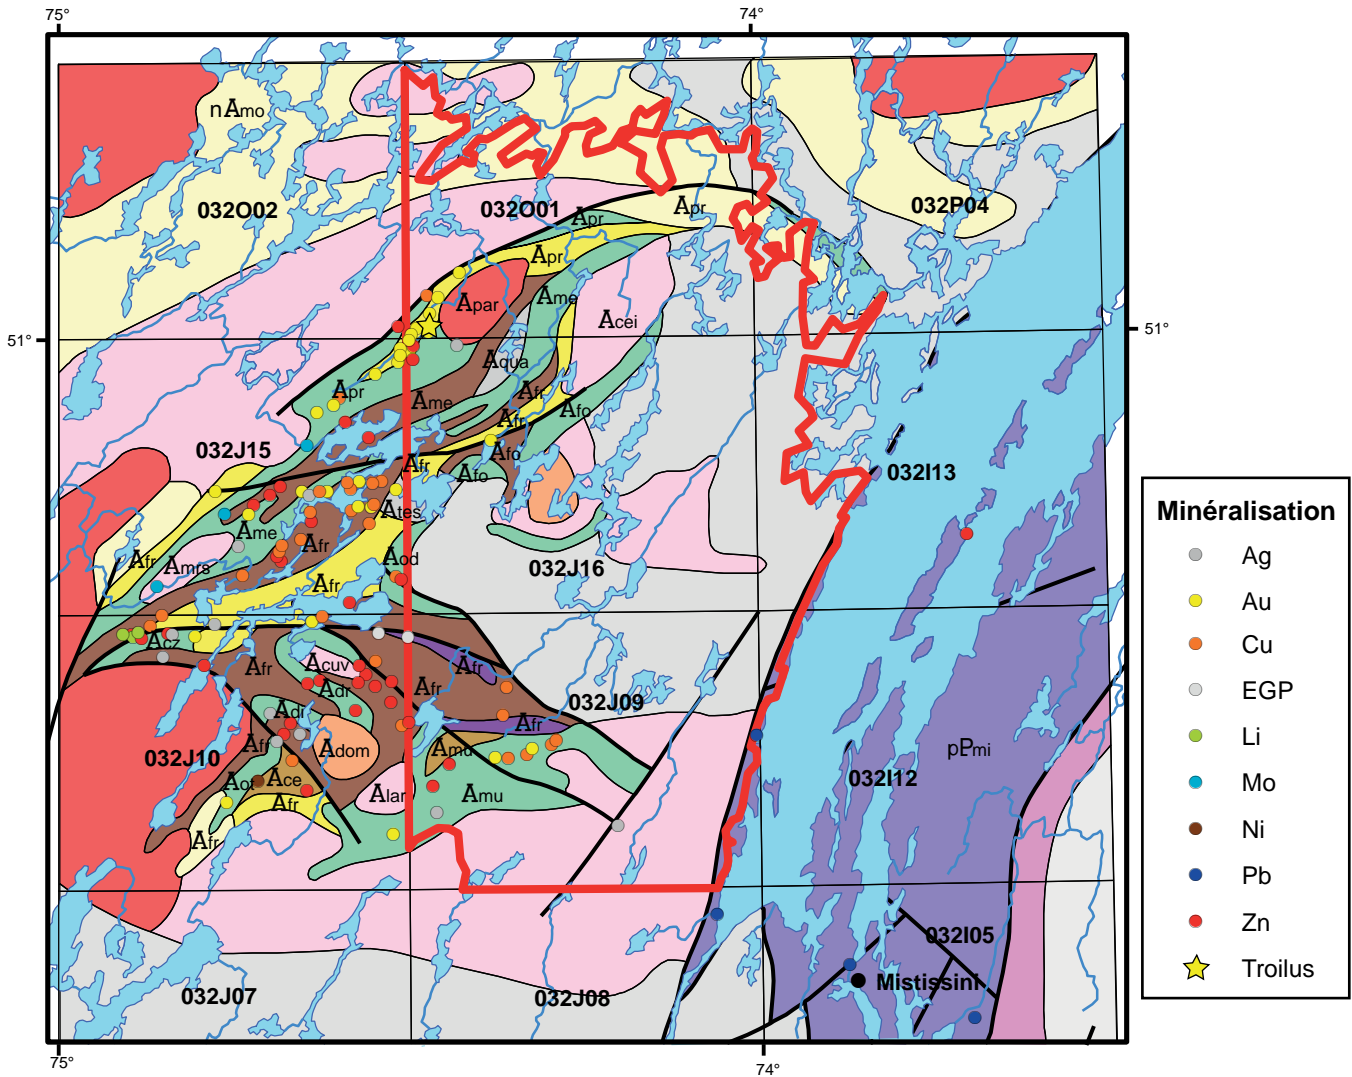 75°
74°
nAmo
032O02
032O01
032P04
Apr
Apr
Apr
Apar
Ame
Acei
51°
51°
Aqua
Apr
Ame
Afr
Afr
Afo
032J15
Afr
Afo
Afo
032I13
Ame
Ates
Afr
Afr
Amrs
Aod
032J16
Afr
Acz
Afr
Acuv
Afr
Adr
Afr
032J09
Adr
Afr
Afr
Adom
Amu
pPmi
032J10
Aot
Ace
Alar
Amu
032I12
Afr
Afr
032I05
Mistissini
032J07
032J08
75°
74°
Minéralisation
Ag
Au
Cu
EGP
Li
Mo
Ni
Pb
Zn
Troilus